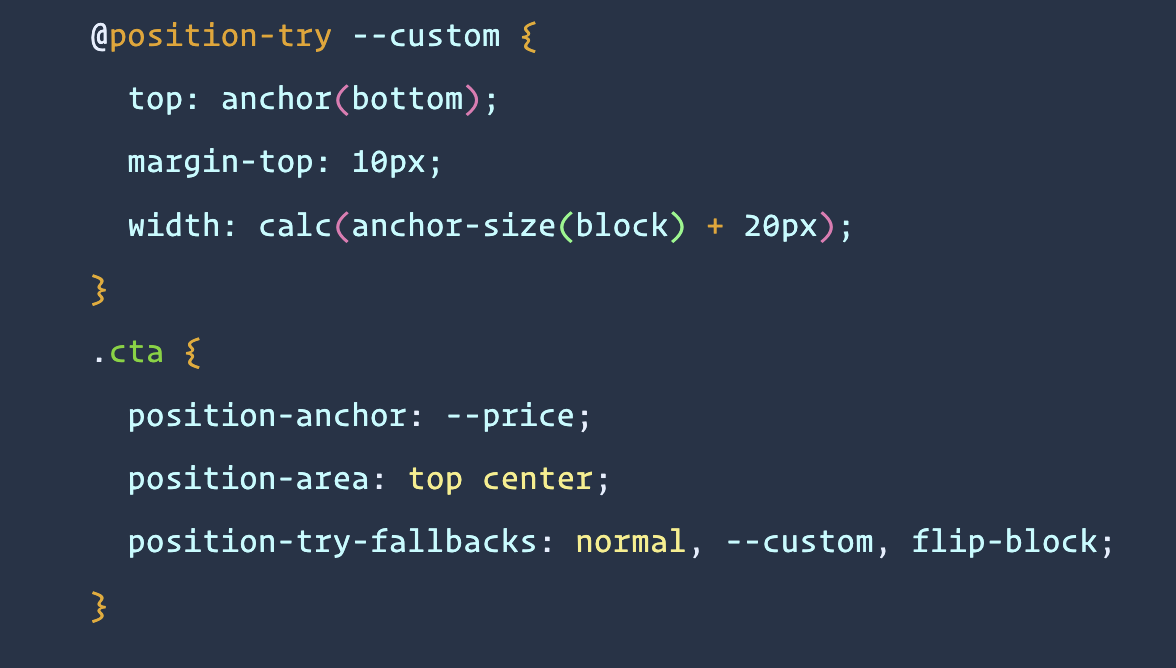 @position-try --custom {
top: anchor(bottom);
margin-top: 10px;
width: calc(anchor-size(block) + 20px);
}
.cta {
position-anchor: --price;
position-area: top center;
position-try-fallbacks: normal, --custom, flip-block;
}